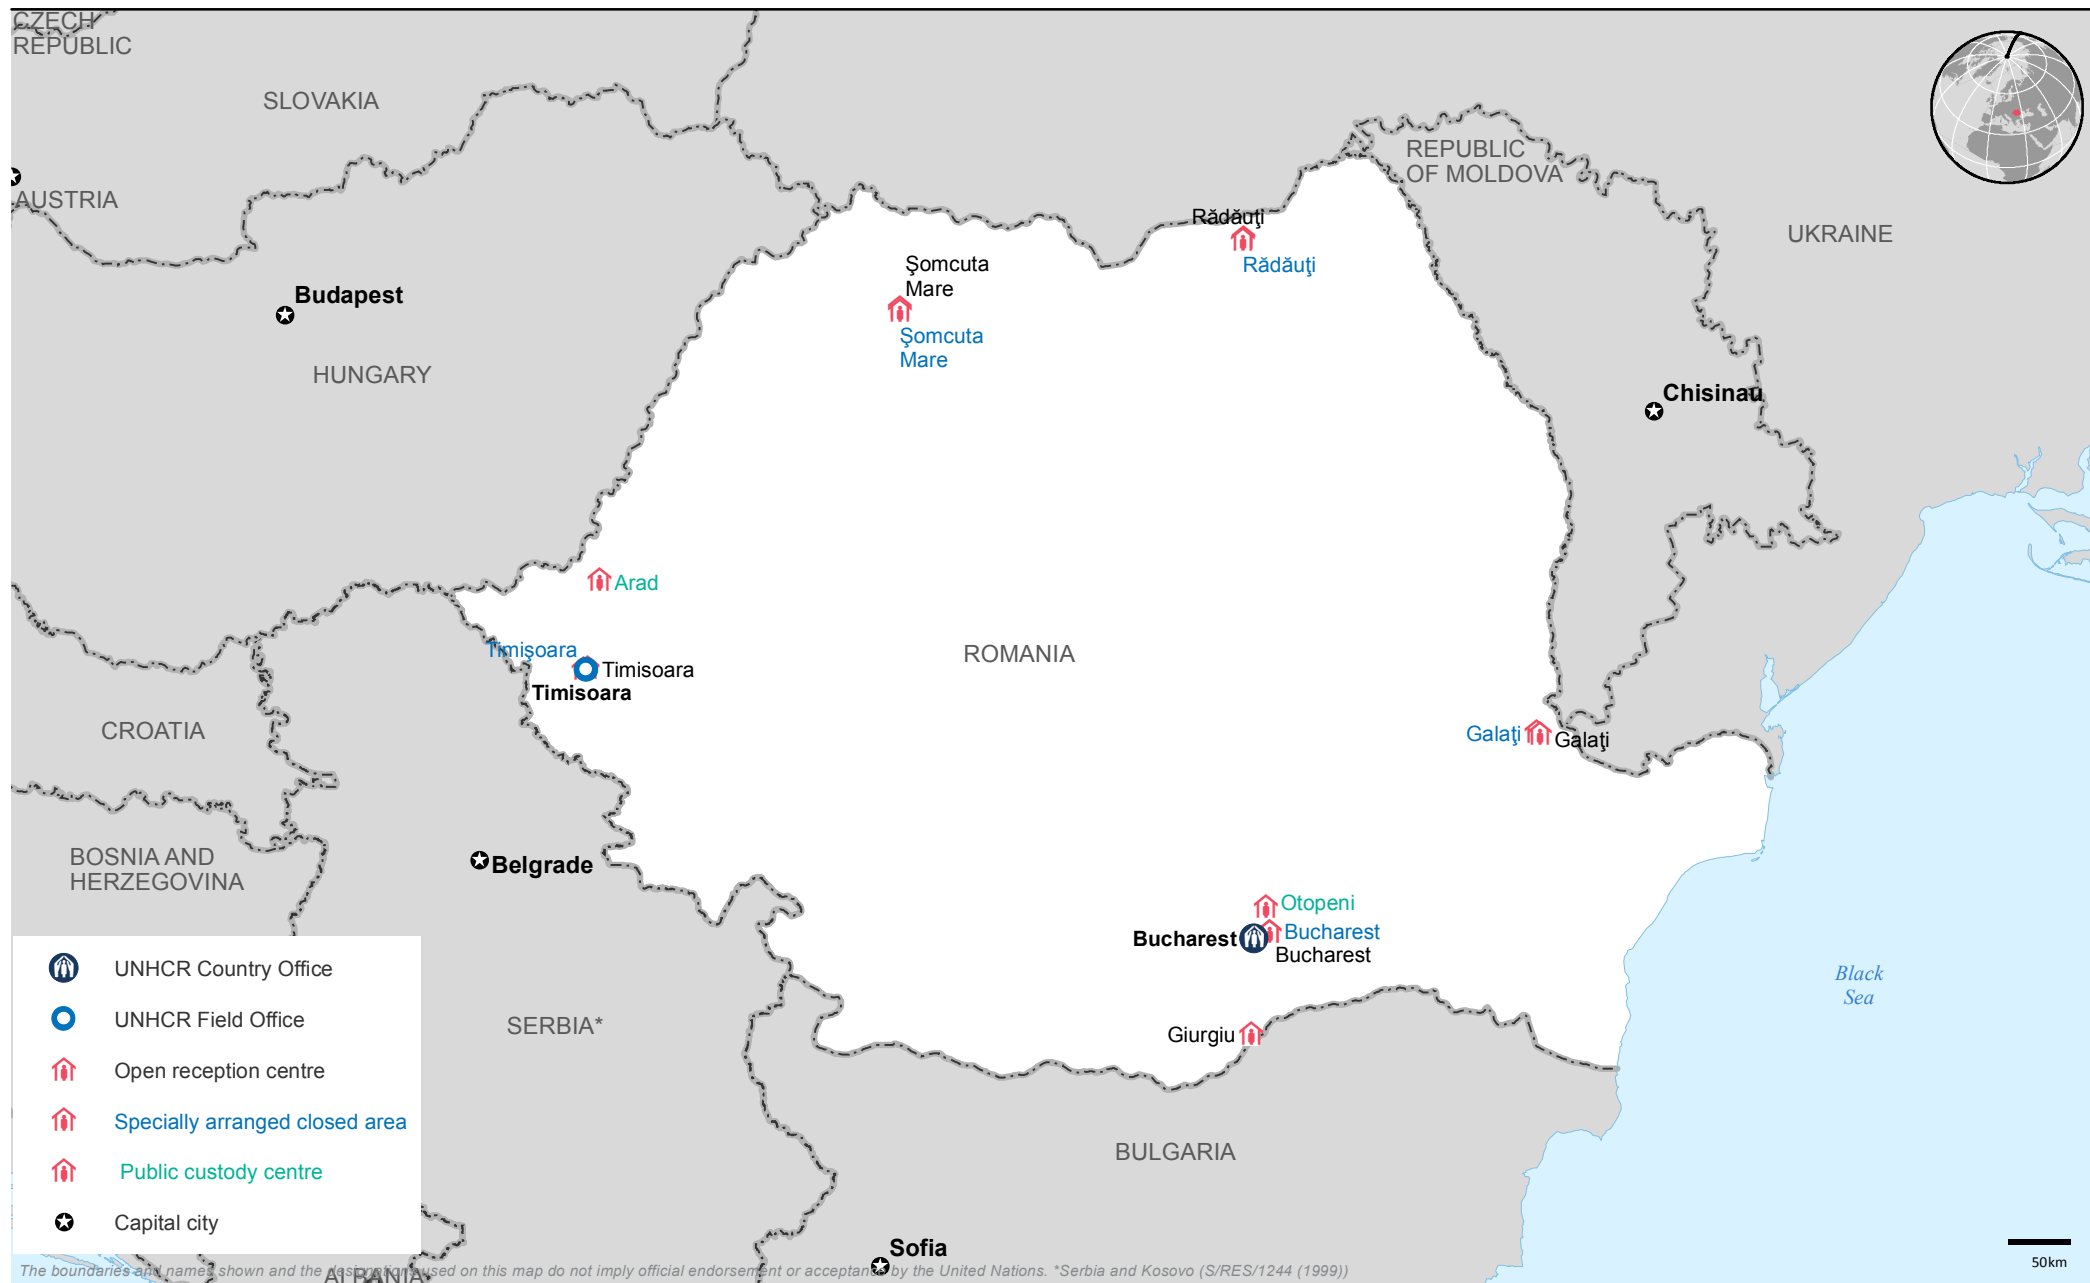 CZECH
REPUBLIC
SLOVAKIA
AUSTRIA
REPUBLIC
OF MOLDOVA
UKRAINE
Rădăuţi
Rădăuţi
Şomcuta
Mare
Şomcuta
Mare
Budapest
HUNGARY
Chisinau
Arad
Timişoara
Timisoara
Timisoara
ROMANIA
CROATIA
Galaţi
Galaţi
BOSNIA AND
HERZEGOVINA
Belgrade
Otopeni
Bucharest
Bucharest
Bucharest
Black
Sea
SERBIA*
Giurgiu
BULGARIA
Sofia
ALBANIA
UNHCR Country Office
UNHCR Field Office
Open reception centre
Specially arranged closed area
Public custody centre
Capital city
50km
The boundaries and names shown and the designations used on this map do not imply official endorsement or acceptance by the United Nations. *Serbia and Kosovo (S/RES/1244 (1999))